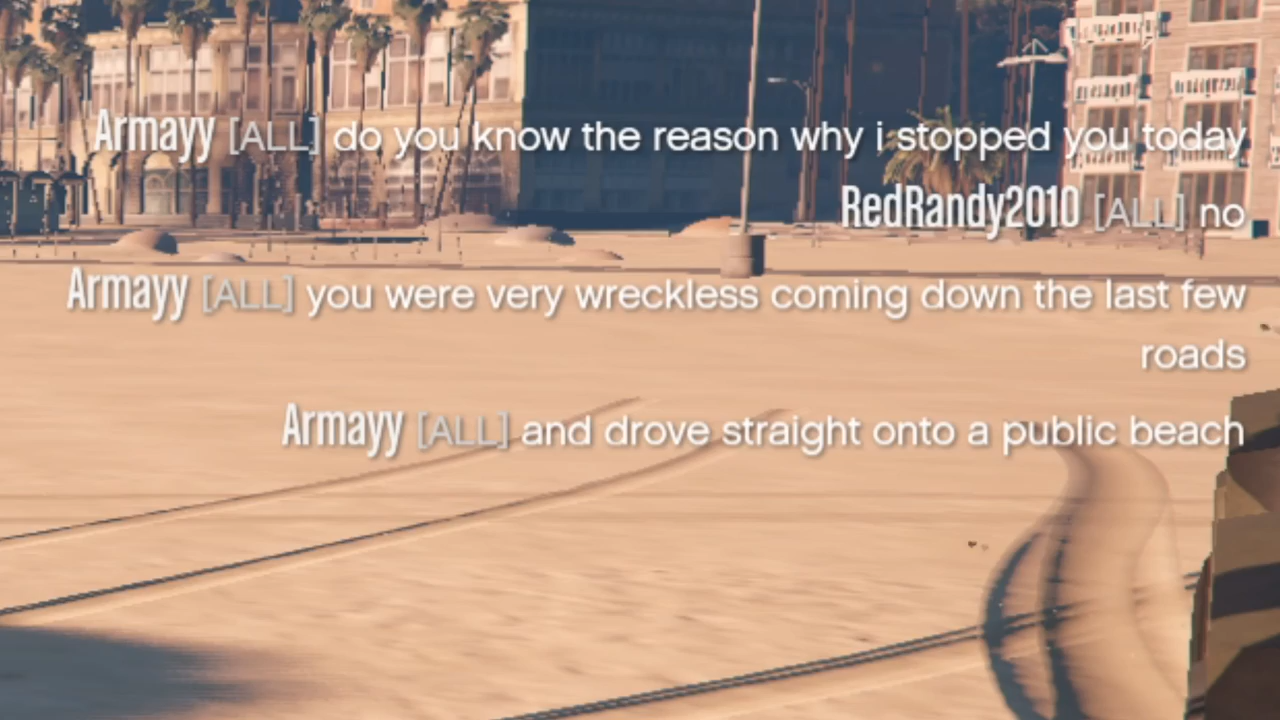 Armayy [ALL] do you know the reason why i stopped you today
RedRandy2010 [ALL] no
Armayy [ALL] you were very wreckless coming down the last few
roads
Armayy [ALL] and drove straight onto a public beach